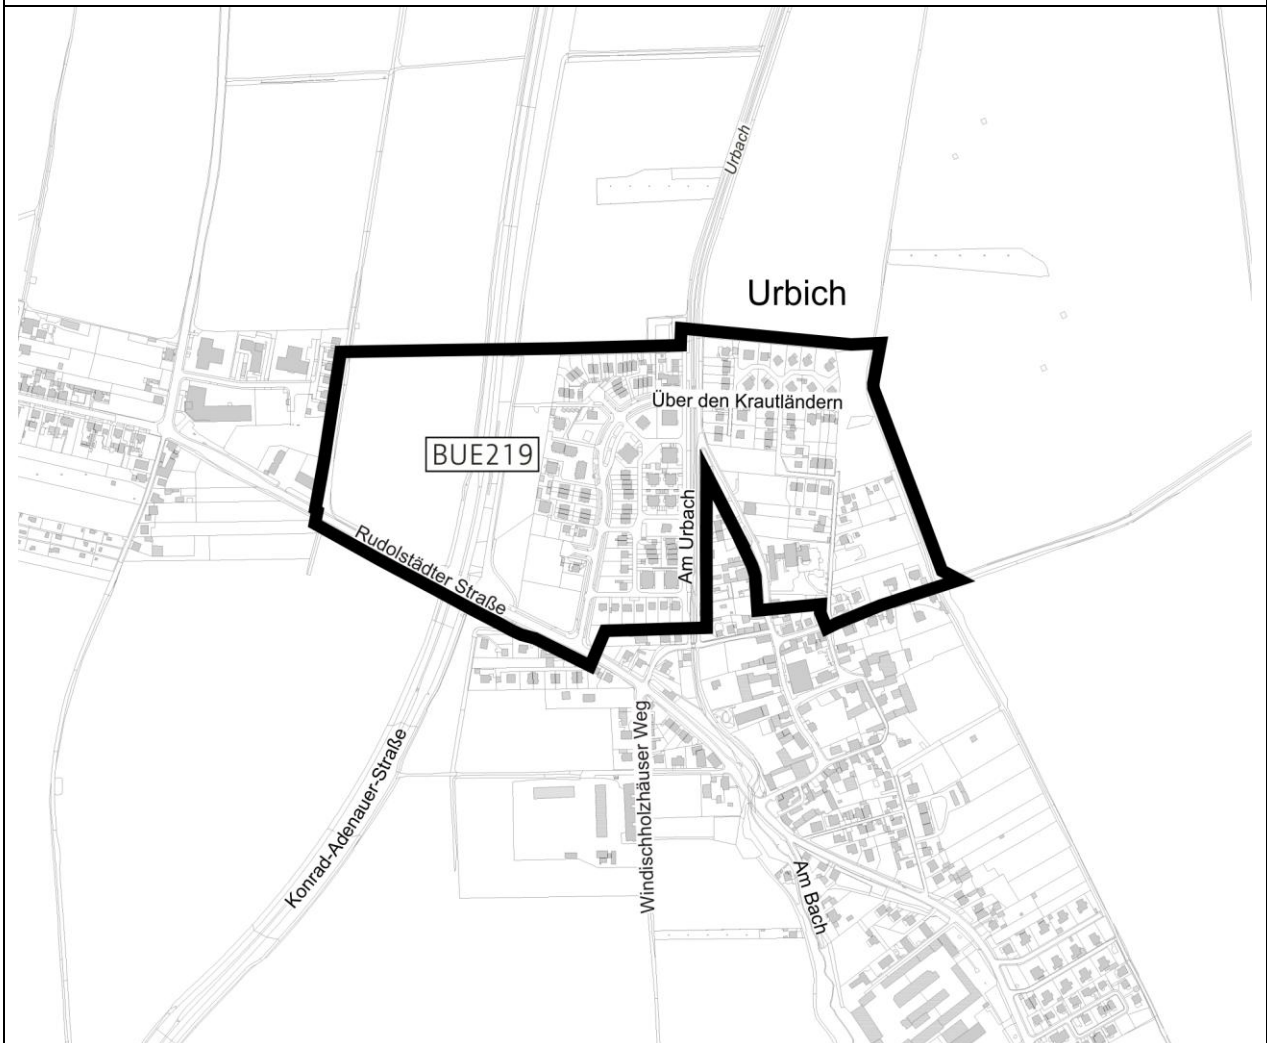 Urbach
Urbich
Über den Krautländern
BUE219
Am Urbach
Rudolstädter Straße
Windischholzhäuser Weg
Konrad-Adenauer-Straße
Am Bach